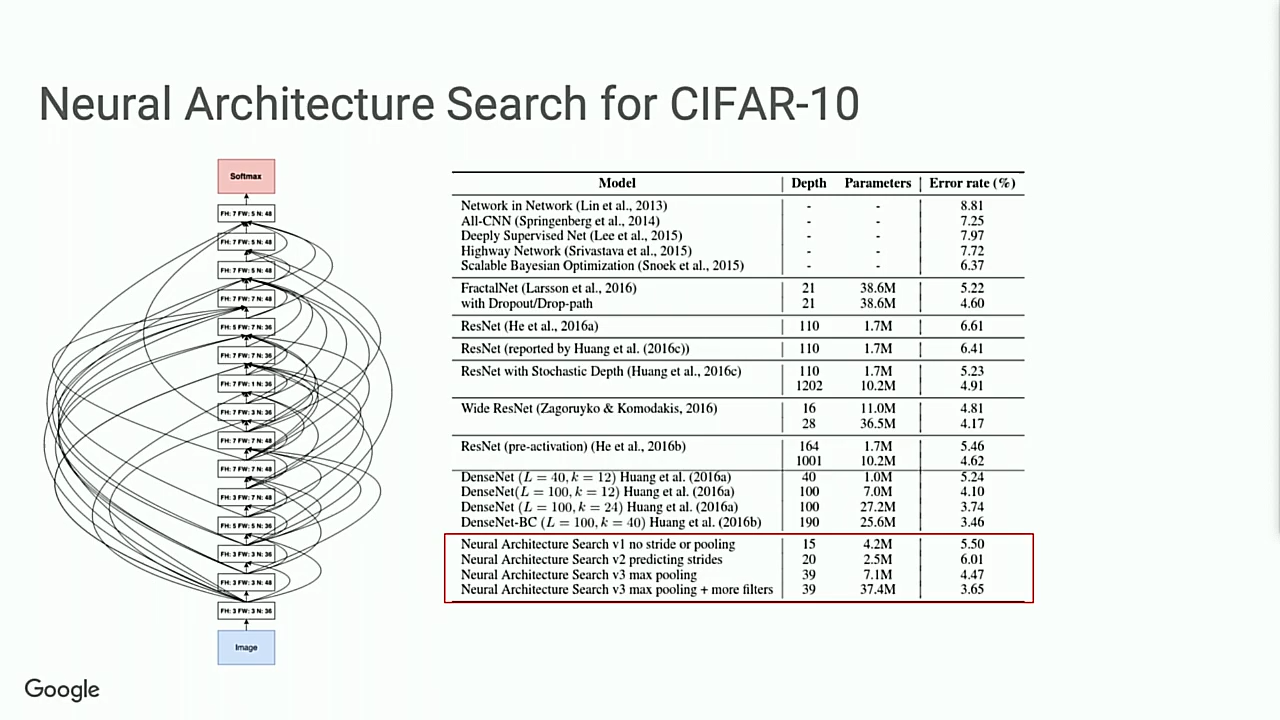 Neural Architecture Search for CIFAR-10
Softmax
FH: 7 FW: 5 N: 48
FH: 7 FW: 5 N: 48
FH: 7 FW: 5 N: 48
FH: 7 FW: 7 N: 48
FH: 5 FW: 7 N: 36
FH: 7 FW: 7 N: 36
FH: 7 FW: 1 N: 36
FH: 7 FW: 3 N: 36
FH: 7 FW: 7 N: 48
FH: 7 FW: 7 N: 48
FH: 3 FW: 7 N: 48
FH: 5 FW: 5 N: 36
FH: 3 FW: 3 N: 36
FH: 3 FW: 3 N: 48
FH: 3 FW: 3 N: 36
Image
Model Depth Parameters Error rate (%)
Network in Network (Lin et al., 2013) - - 8.81
All-CNN (Springenberg et al., 2014) - - 7.25
Deeply Supervised Net (Lee et al., 2015) - - 7.97
Highway Network (Srivastava et al., 2015) - - 7.72
Scalable Bayesian Optimization (Snoek et al., 2015) - - 6.37
FractalNet (Larsson et al., 2016) 21 38.6M 5.22
with Dropout/Drop-path 21 38.6M 4.60
ResNet (He et al., 2016a) 110 1.7M 6.61
ResNet (reported by Huang et al. (2016c)) 110 1.7M 6.41
ResNet with Stochastic Depth (Huang et al., 2016c) 110 1.7M 5.23
1202 10.2M 4.91
Wide ResNet (Zagoruyko & Komodakis, 2016) 16 11.0M 4.81
28 36.5M 4.17
ResNet (pre-activation) (He et al., 2016b) 164 1.7M 5.46
1001 10.2M 4.62
DenseNet (L = 40, k = 12) Huang et al. (2016a) 40 1.0M 5.24
DenseNet(L = 100, k = 12) Huang et al. (2016a) 100 7.0M 4.10
DenseNet (L = 100, k = 24) Huang et al. (2016a) 100 27.2M 3.74
DenseNet-BC (L = 100, k = 40) Huang et al. (2016b) 190 25.6M 3.46
Neural Architecture Search v1 no stride or pooling 15 4.2M 5.50
Neural Architecture Search v2 predicting strides 20 2.5M 6.01
Neural Architecture Search v3 max pooling 39 7.1M 4.47
Neural Architecture Search v3 max pooling + more filters 39 37.4M 3.65
Google